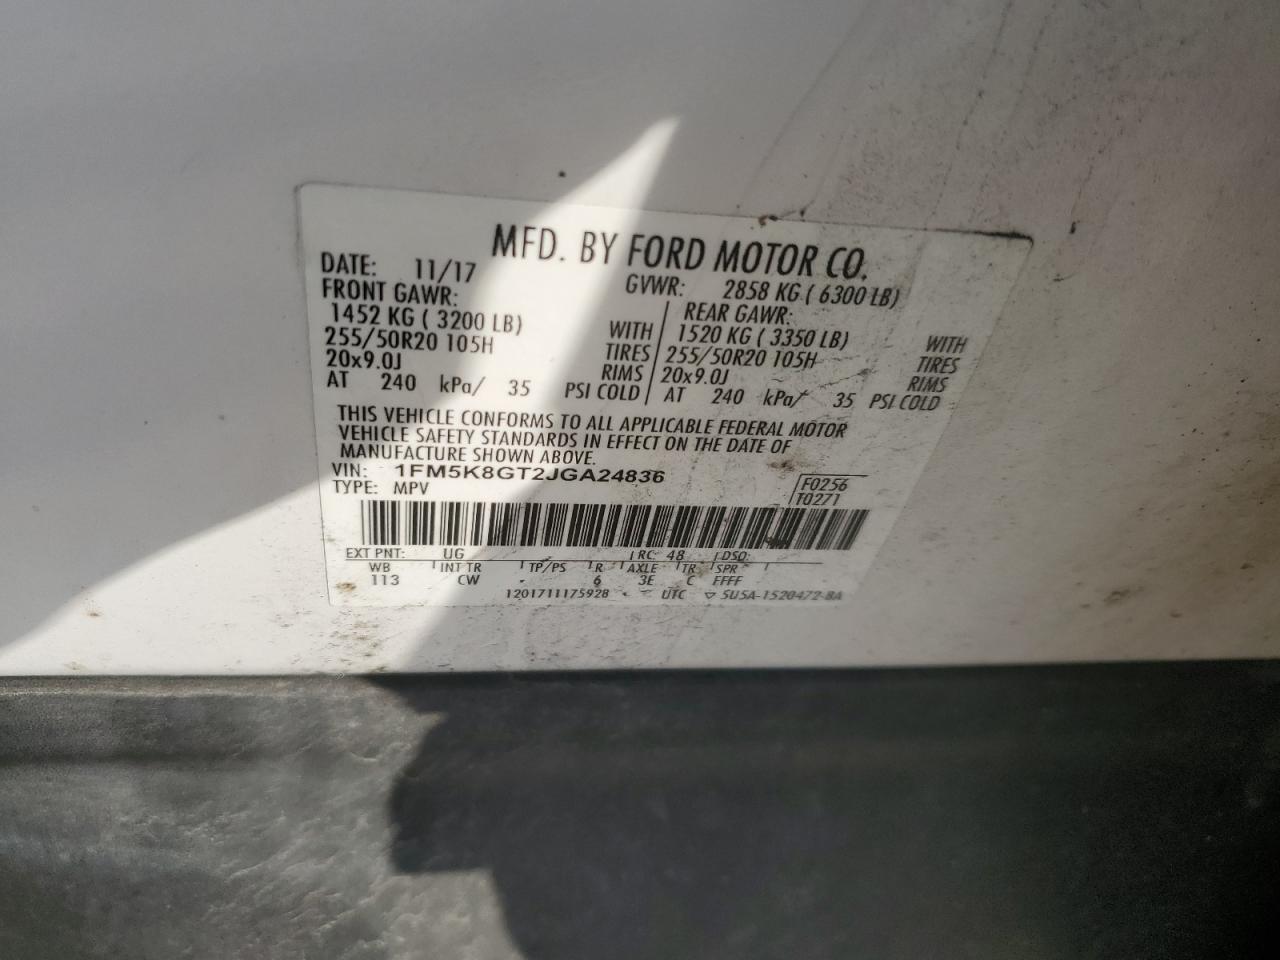 MFD. BY FORD MOTOR CO.
DATE: 11/17 GVWR: 2858 KG ( 6300 LB)
FRONT GAWR: REAR GAWR:
1452 KG ( 3200 LB) WITH 1520 KG ( 3350 LB) WITH
255/50R20 105H TIRES 255/50R20 105H TIRES
20x9.0J RIMS 20x9.0J RIMS
AT 240 kPa/ 35 PSI COLD AT 240 kPa/ 35 PSI COLD
THIS VEHICLE CONFORMS TO ALL APPLICABLE FEDERAL MOTOR
VEHICLE SAFETY STANDARDS IN EFFECT ON THE DATE OF
MANUFACTURE SHOWN ABOVE.
VIN: 1FM5K8GT2JGA24836 F0256
TYPE: MPV T0271
EXT PNT: UG RC: 48 DSO:
WB INT TR TP/PS R AXLE TR SPR
113 CW 6 3E C FFFF
1201711175928 UTC ▽ 5U5A-1520472-BA